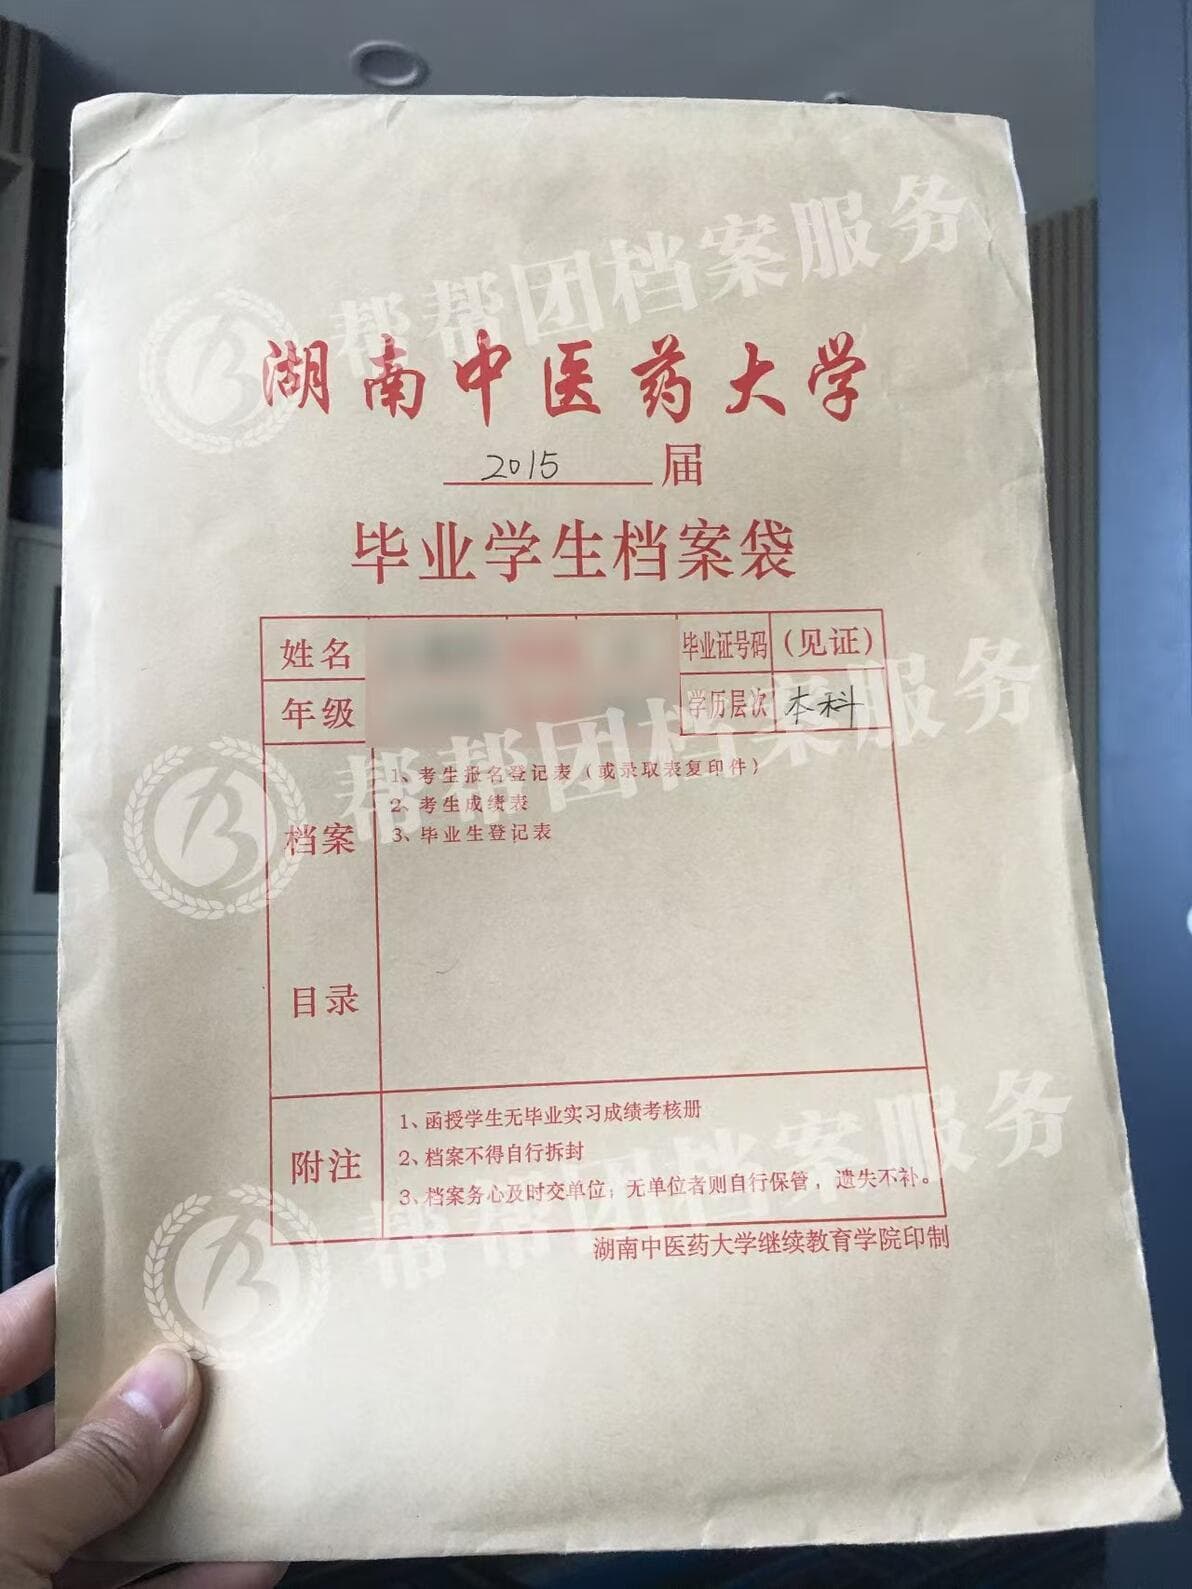 帮帮团档案服务
湖南中医药大学
2015 届
毕业学生档案袋
姓名 毕业证号码 (见证)
年级 学历层次 本科
帮帮团档案服务
档案
目录
1、考生报名登记表（或录取表复印件）
2、考生成绩表
3、毕业生登记表
附注
1、函授学生无毕业实习成绩考核册
2、档案不得自行拆封
3、档案务心及时交单位；无单位者则自行保管，遗失不补。
帮帮团档案服务
湖南中医药大学继续教育学院印制